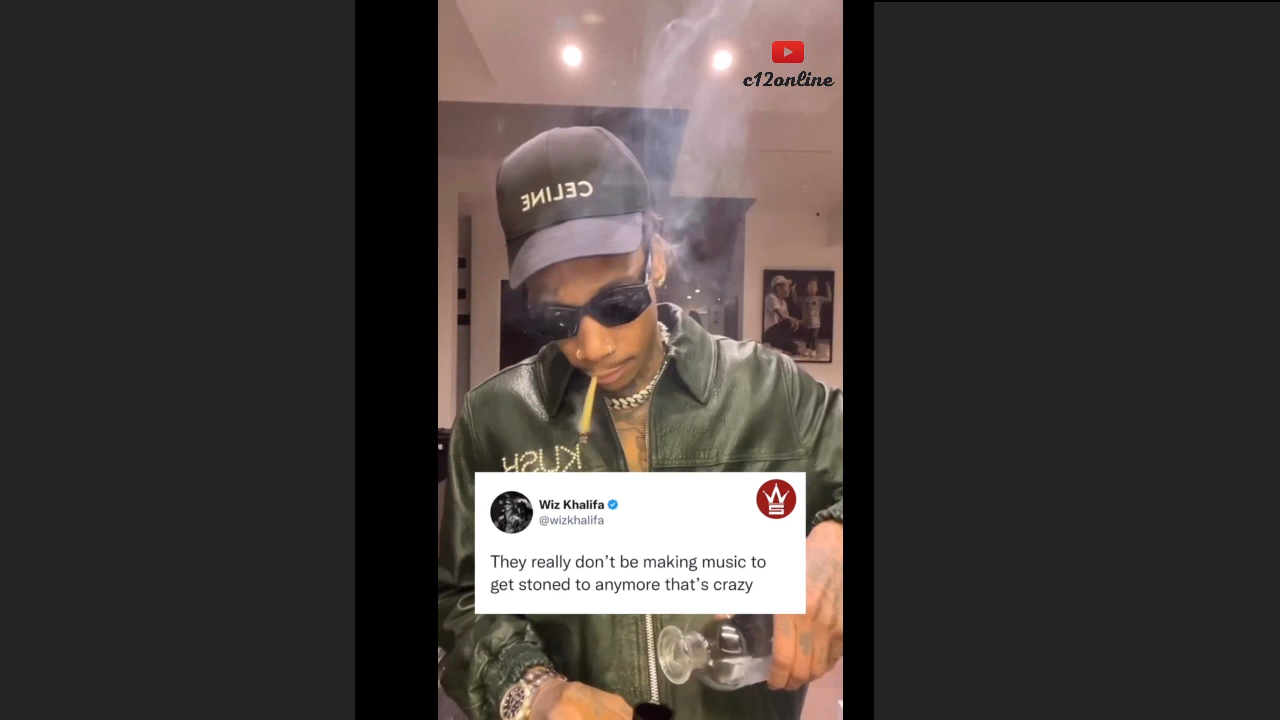 c12online
CELINE
KUSH
Wiz Khalifa
@wizkhalifa
They really don’t be making music to
get stoned to anymore that’s crazy